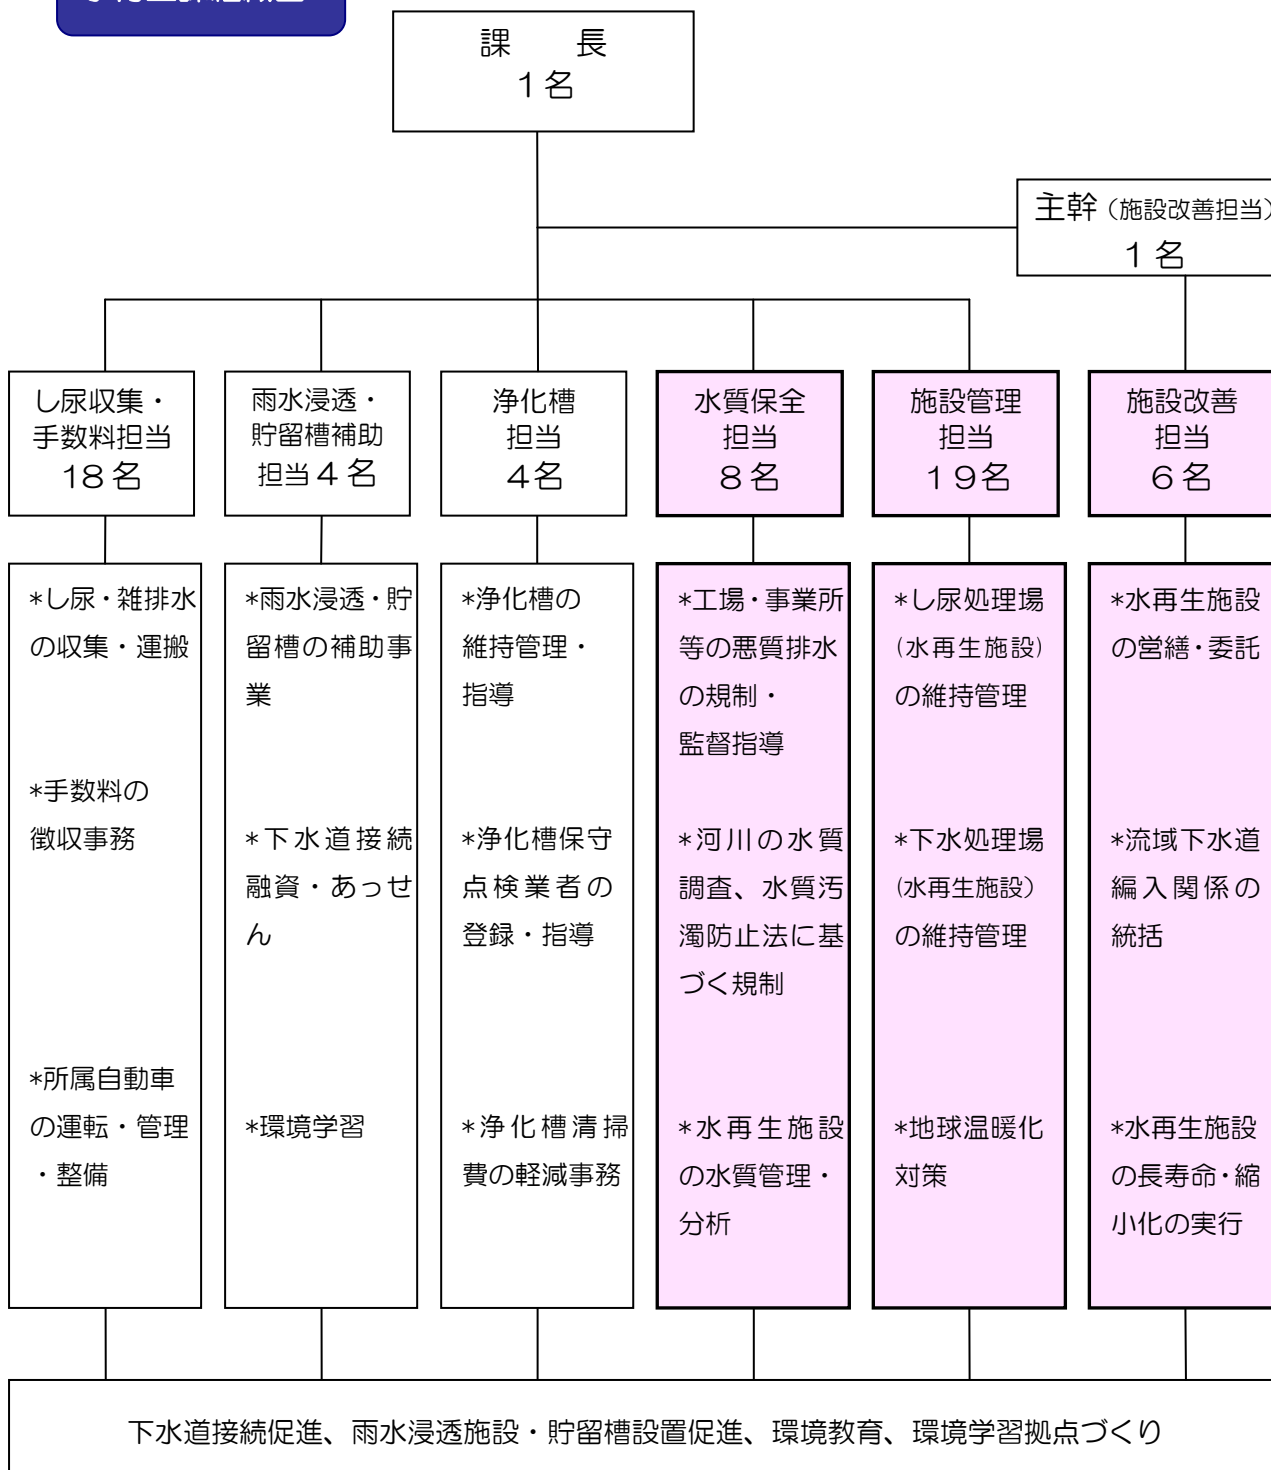 課　　長
１名
主幹（施設改善担当）
１名
し尿収集・
手数料担当
18名
雨水浸透・
貯留槽補助
担当４名
浄化槽
担当
４名
水質保全
担当
８名
施設管理
担当
１９名
施設改善
担当
６名
*し尿・雑排水
の収集・運搬
*手数料の
徴収事務
*所属自動車
の運転・管理
・整備
*雨水浸透・貯
留槽の補助事
業
*下水道接続
融資・あっせ
ん
*環境学習
*浄化槽の
維持管理・
指導
*浄化槽保守
点検業者の
登録・指導
*浄化槽清掃
費の軽減事務
*工場・事業所
等の悪質排水
の規制・
監督指導
*河川の水質
調査、水質汚
濁防止法に基
づく規制
*水再生施設
の水質管理・
分析
*し尿処理場
(水再生施設)
の維持管理
*下水処理場
(水再生施設)
の維持管理
*地球温暖化
対策
*水再生施設
の営繕・委託
*流域下水道
編入関係の
統括
*水再生施設
の長寿命・縮
小化の実行
下水道接続促進、雨水浸透施設・貯留槽設置促進、環境教育、環境学習拠点づくり